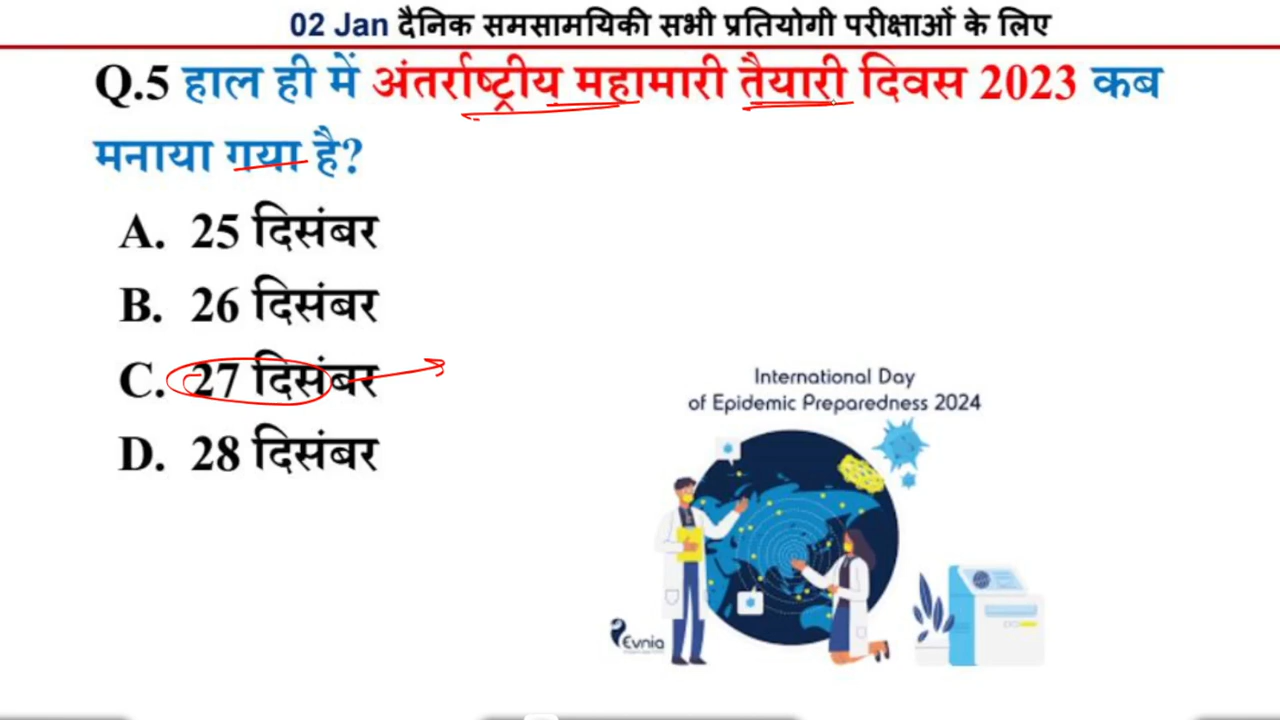 02 Jan दैनिक समसामयिकी सभी प्रतियोगी परीक्षाओं के लिए
Q.5 हाल ही में अंतर्राष्ट्रीय महामारी तैयारी दिवस 2023 कब
मनाया गया है?
A. 25 दिसंबर
B. 26 दिसंबर
C. 27 दिसंबर
D. 28 दिसंबर
International Day
of Epidemic Preparedness 2024
Evnia